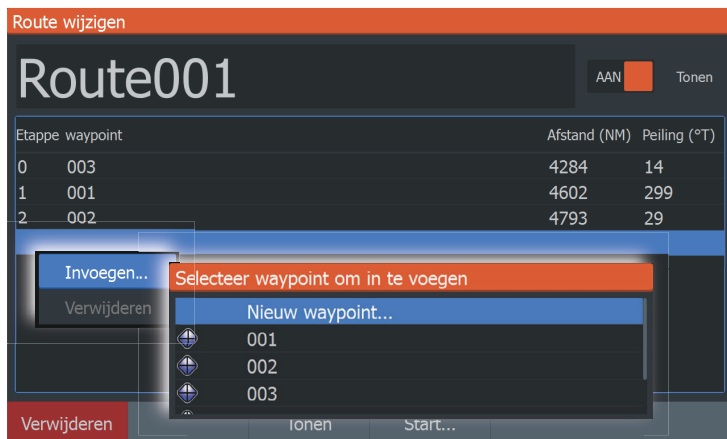 Route wijzigen
Route001
AAN
Tonen
Etappe waypoint Afstand (NM) Peiling (°T)
0 003 4284 14
1 001 4602 299
2 002 4793 29
Invoegen...
Verwijderen
Selecteer waypoint om in te voegen
Nieuw waypoint...
001
002
003
Verwijderen Tonen Start...